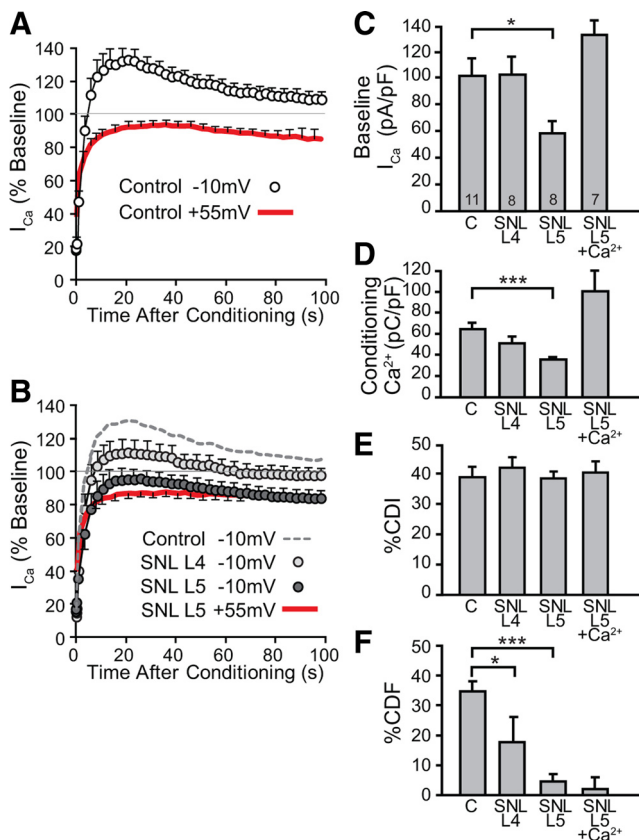 A
I_Ca (% Baseline)
140
120
100
80
60
40
20
0
Control -10mV
Control +55mV
0 20 40 60 80 100
Time After Conditioning (s)
B
I_Ca (% Baseline)
140
120
100
80
60
40
20
0
Control -10mV
SNL L4 -10mV
SNL L5 -10mV
SNL L5 +55mV
0 20 40 60 80 100
Time After Conditioning (s)
C
Baseline
I_Ca
(pA/pF)
140
120
100
80
60
40
20
0
*
11 8 8 7
C SNL SNL SNL
L4 L5 L5
+Ca²⁺
D
Conditioning
Ca²⁺ (pC/pF)
120
100
80
60
40
20
0
***
C SNL SNL SNL
L4 L5 L5
+Ca²⁺
E
%CDI
50
40
30
20
10
0
C SNL SNL SNL
L4 L5 L5
+Ca²⁺
F
%CDF
50
40
30
20
10
0
***
*
C SNL SNL SNL
L4 L5 L5
+Ca²⁺